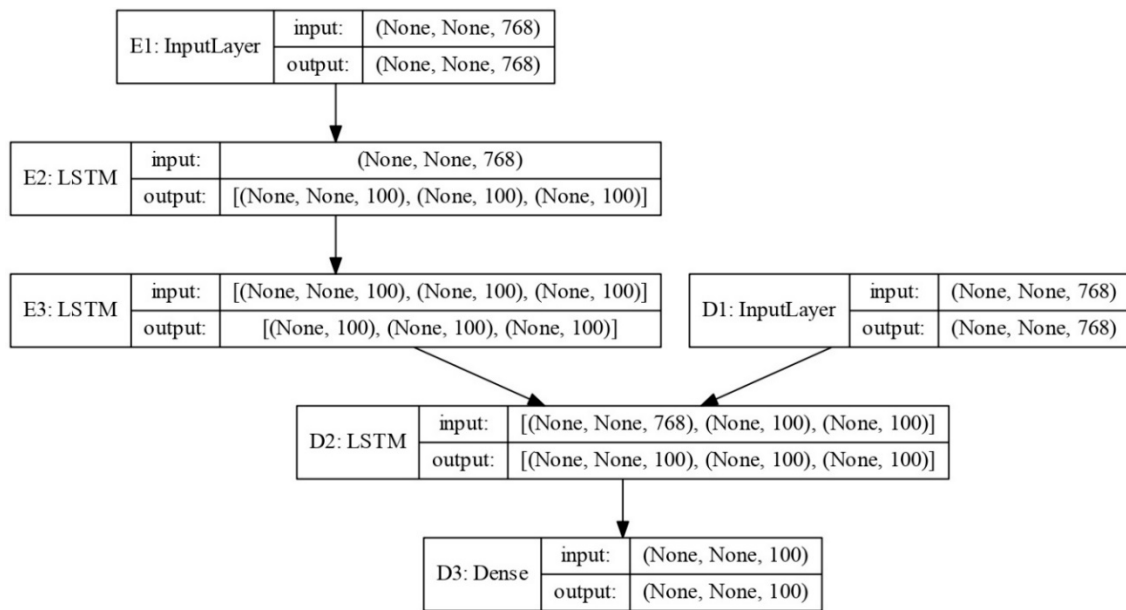 E1: InputLayer
input: (None, None, 768)
output: (None, None, 768)
E2: LSTM
input: (None, None, 768)
output: [(None, None, 100), (None, 100), (None, 100)]
E3: LSTM
input: [(None, None, 100), (None, 100), (None, 100)]
output: [(None, 100), (None, 100), (None, 100)]
D1: InputLayer
input: (None, None, 768)
output: (None, None, 768)
D2: LSTM
input: [(None, None, 768), (None, 100), (None, 100)]
output: [(None, None, 100), (None, 100), (None, 100)]
D3: Dense
input: (None, None, 100)
output: (None, None, 100)